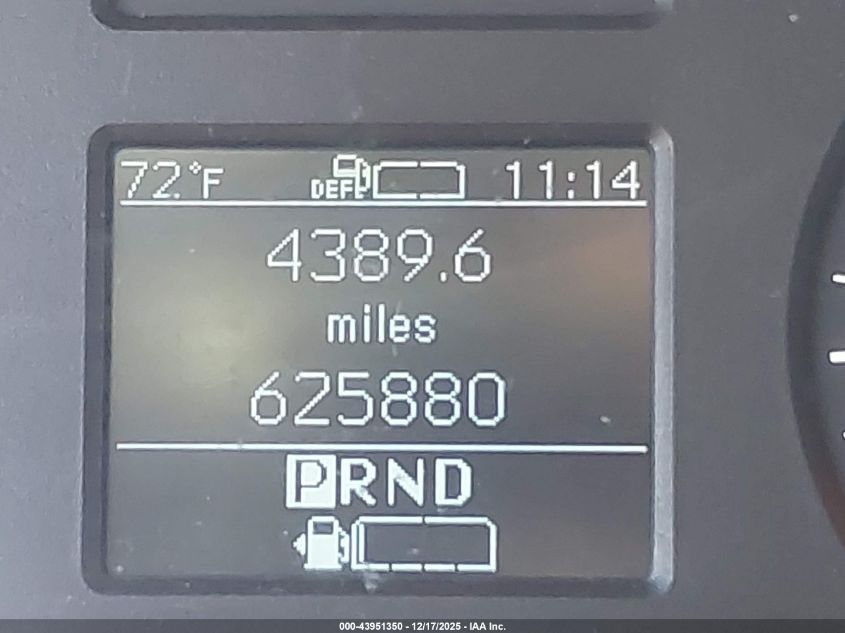 72°F DEF 11:14
4389.6
miles
625880
PRND
000-43951350 - 12/17/2025 - IAA Inc.